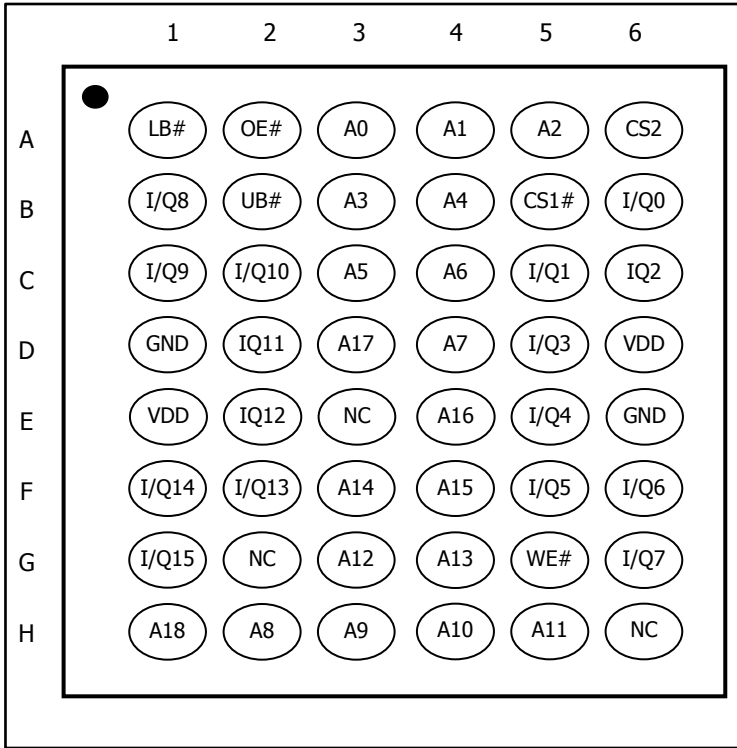 1 2 3 4 5 6
A LB# OE# A0 A1 A2 CS2
B I/Q8 UB# A3 A4 CS1# I/Q0
C I/Q9 I/Q10 A5 A6 I/Q1 IQ2
D GND IQ11 A17 A7 I/Q3 VDD
E VDD IQ12 NC A16 I/Q4 GND
F I/Q14 I/Q13 A14 A15 I/Q5 I/Q6
G I/Q15 NC A12 A13 WE# I/Q7
H A18 A8 A9 A10 A11 NC